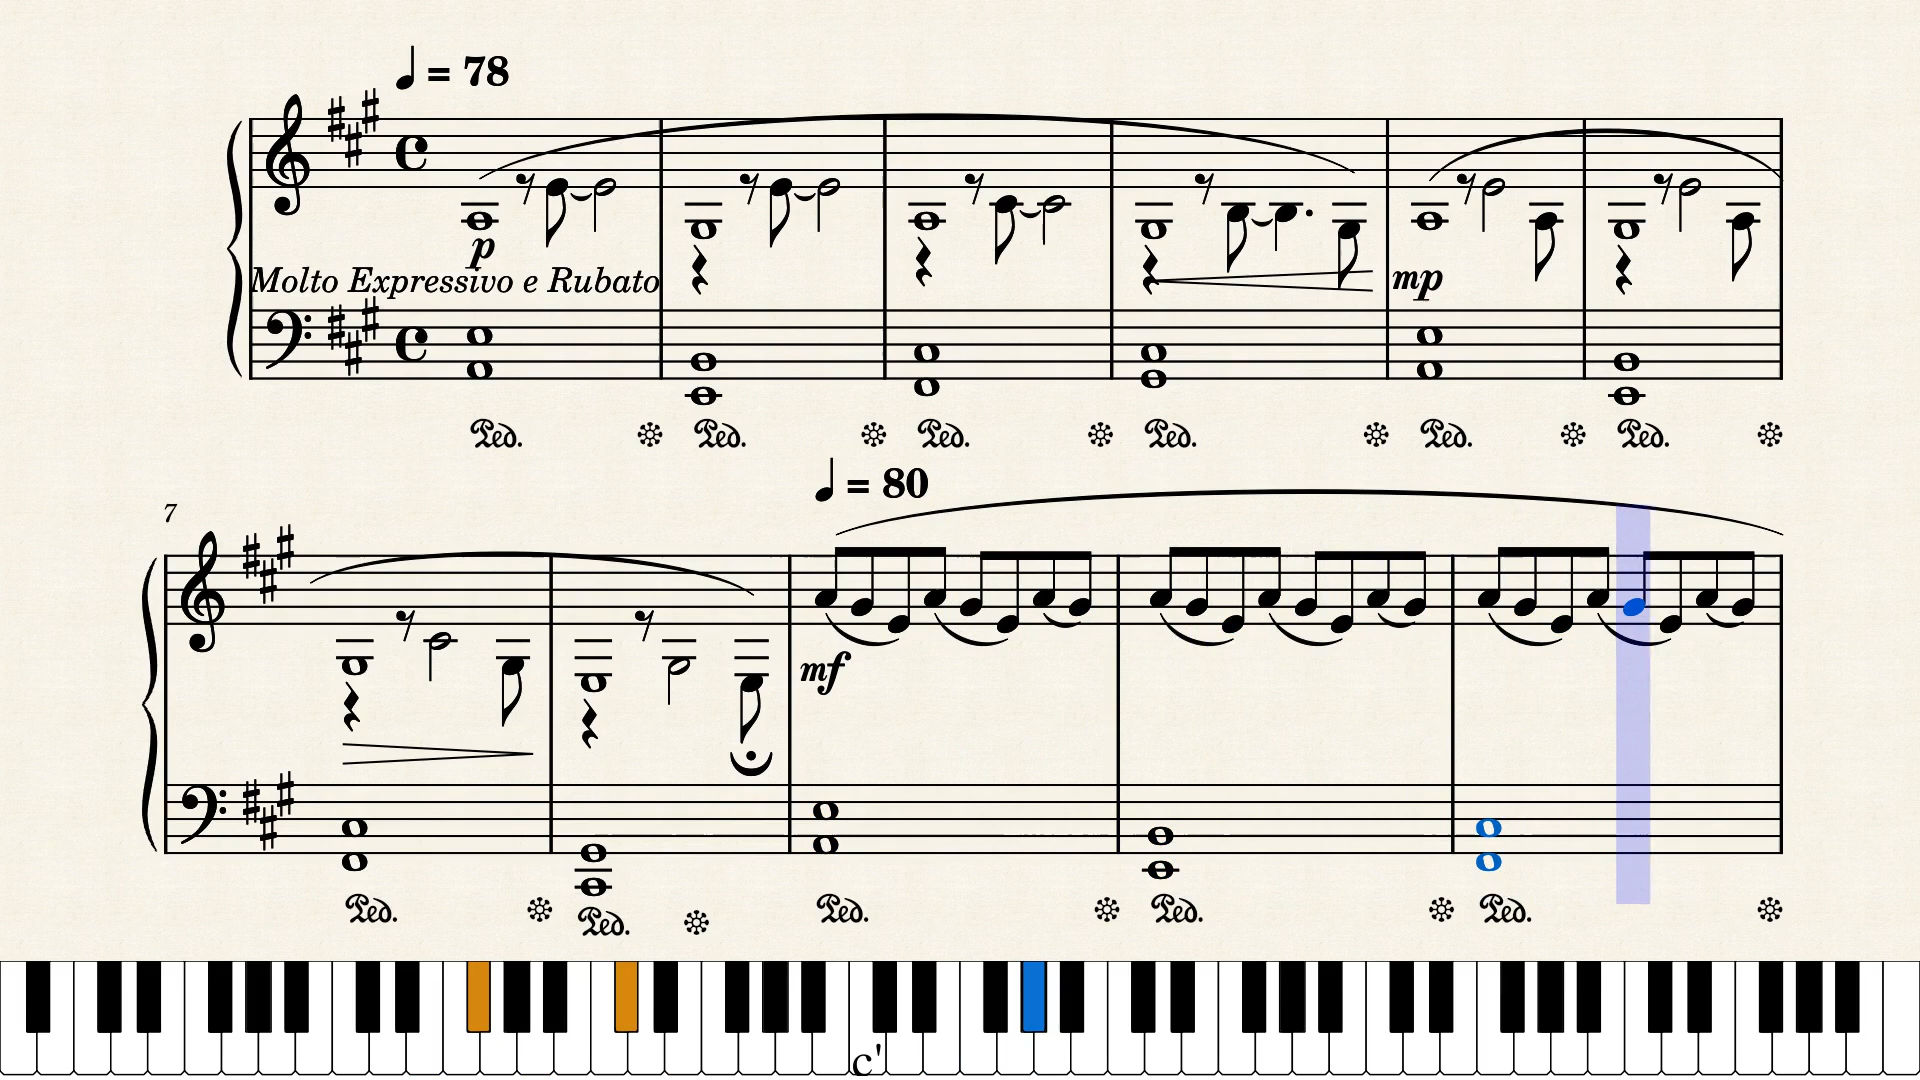 = 78
p
Molto Expressivo e Rubato
mp
Ped. Ped. Ped. Ped. Ped. Ped.
= 80
7
mf
Ped. Ped. Ped. Ped. Ped.
c'